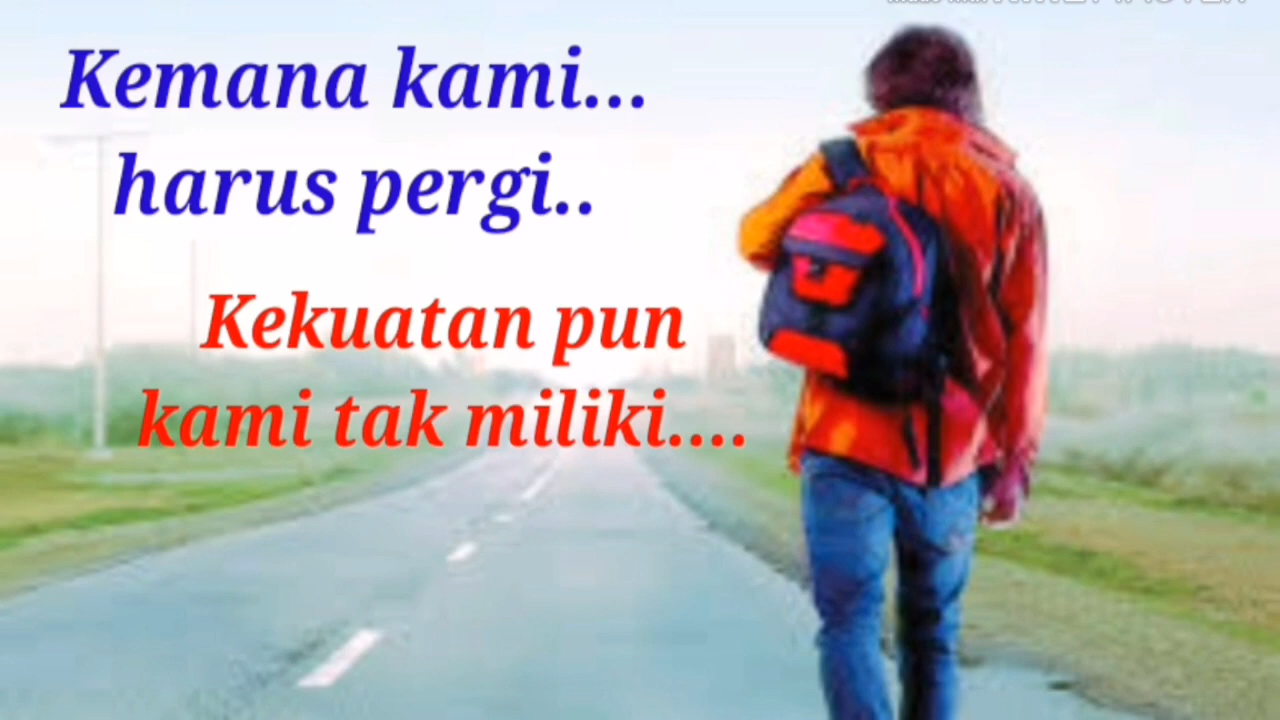 Kemana kami...
harus pergi..
Kekuatan pun
kami tak miliki....